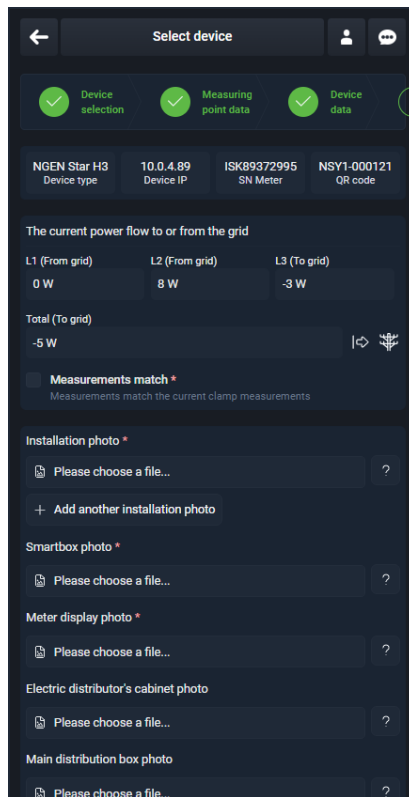 Select device
Device
selection
Measuring
point data
Device
data
NGEN Star H3
Device type
10.0.4.89
Device IP
ISK89372995
SN Meter
NSY1-000121
QR code
The current power flow to or from the grid
L1 (From grid)
L2 (From grid)
L3 (To grid)
0 W
8 W
-3 W
Total (To grid)
-5 W
Measurements match *
Measurements match the current clamp measurements
Installation photo *
Please choose a file...
?
+ Add another installation photo
Smartbox photo *
Please choose a file...
?
Meter display photo *
Please choose a file...
?
Electric distributor's cabinet photo
Please choose a file...
?
Main distribution box photo
Please choose a file...
?